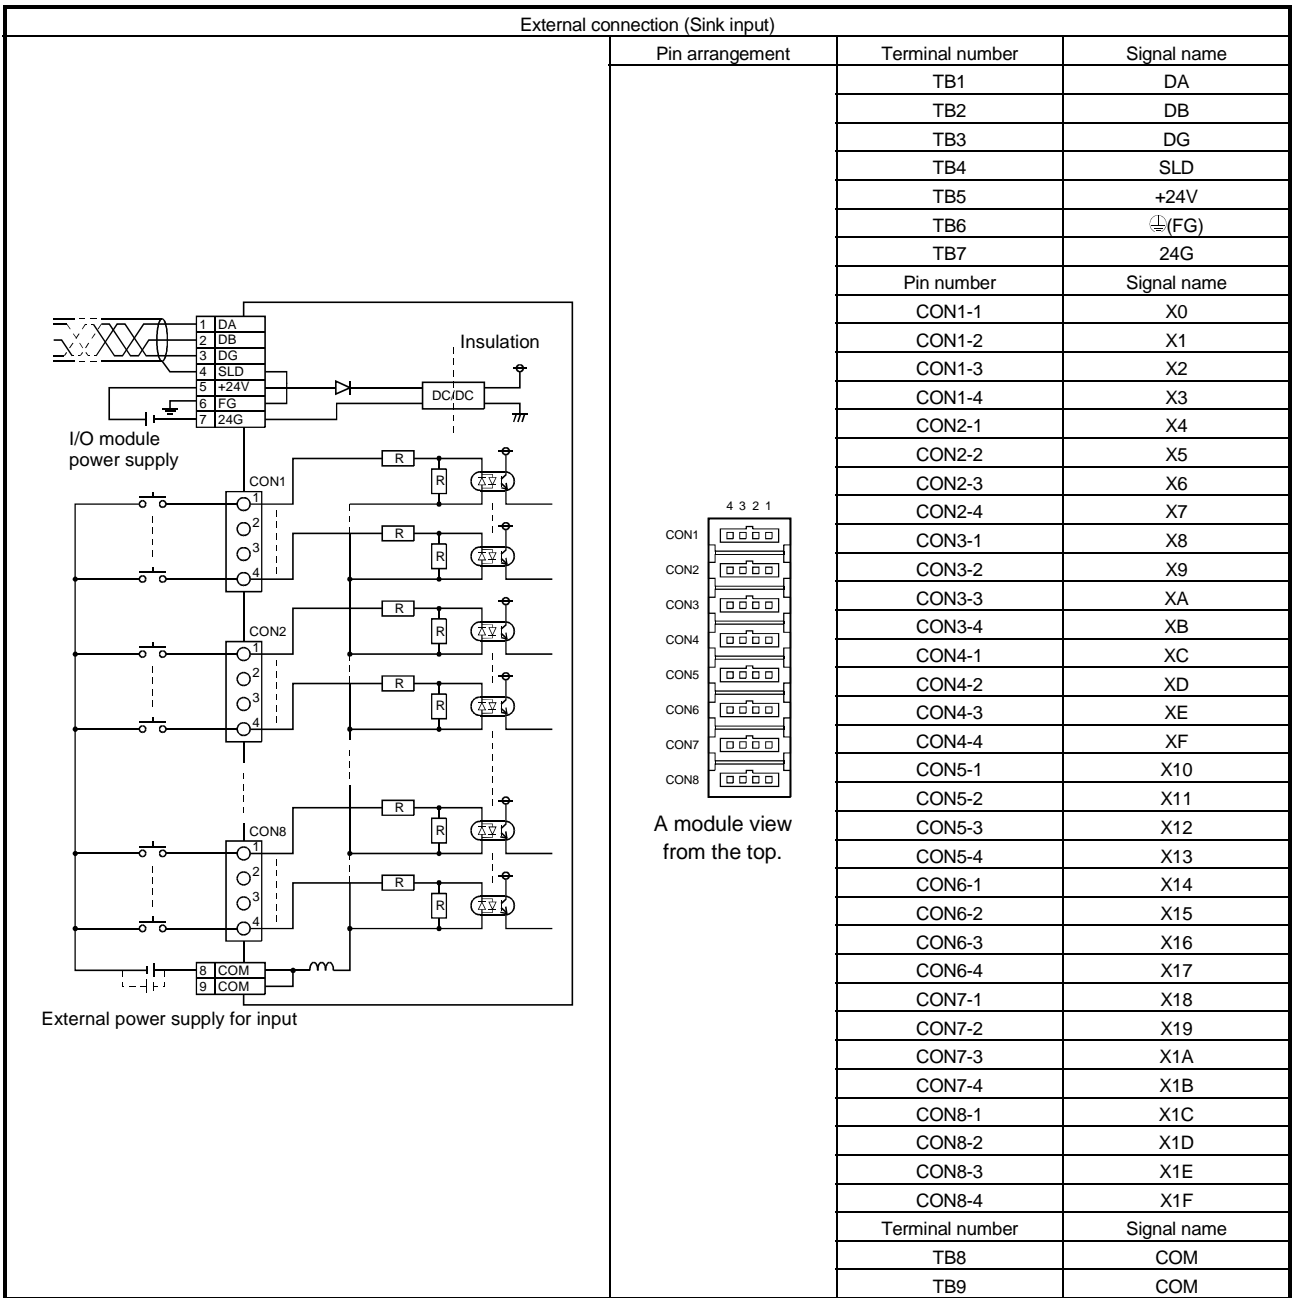 External connection (Sink input)
Pin arrangement
Terminal number Signal name
TB1 DA
TB2 DB
TB3 DG
TB4 SLD
TB5 +24V
TB6 (FG)
TB7 24G
Pin number Signal name
CON1-1 X0
CON1-2 X1
CON1-3 X2
CON1-4 X3
CON2-1 X4
CON2-2 X5
CON2-3 X6
CON2-4 X7
CON3-1 X8
CON3-2 X9
CON3-3 XA
CON3-4 XB
CON4-1 XC
CON4-2 XD
CON4-3 XE
CON4-4 XF
CON5-1 X10
CON5-2 X11
CON5-3 X12
CON5-4 X13
CON6-1 X14
CON6-2 X15
CON6-3 X16
CON6-4 X17
CON7-1 X18
CON7-2 X19
CON7-3 X1A
CON7-4 X1B
CON8-1 X1C
CON8-2 X1D
CON8-3 X1E
CON8-4 X1F
Terminal number Signal name
TB8 COM
TB9 COM
1 DA
2 DB
3 DG
4 SLD
5 +24V
6 FG
7 24G
Insulation
DC/DC
I/O module
power supply
CON1
1
2
3
4
R
R
R
R
CON2
1
2
3
4
R
R
R
R
CON8
1
2
3
4
R
R
R
R
8 COM
9 COM
External power supply for input
4 3 2 1
CON1
CON2
CON3
CON4
CON5
CON6
CON7
CON8
A module view
from the top.